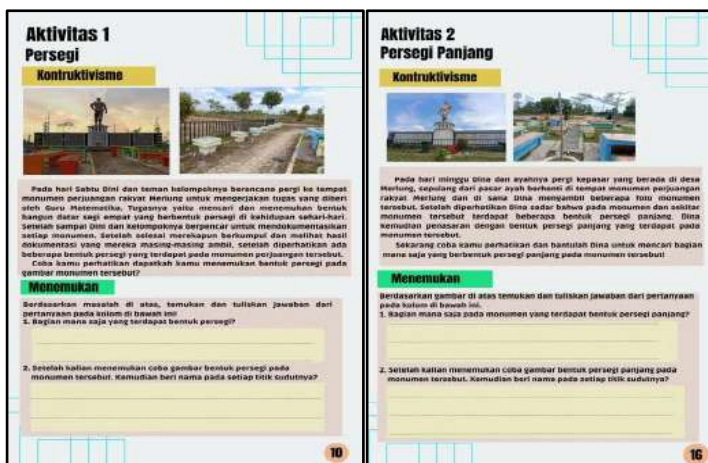 Aktivitas 1
Persegi
Kontruktivisme
Pada hari Sabtu Dini dan teman kelompoknya berencana pergi ke tempat
monumen perjuangan rakyat Merlung untuk mengerjakan tugas yang diberi
oleh Guru Matematika. Tugasnya yaitu mencari dan menemukan bentuk
bangun datar segi empat yang berbentuk persegi di kehidupan sehari-hari.
Setelah sampai Dini dan kelompoknya berpencar untuk mendokumentasikan
setiap monumen. Setelah selesai merekapun berkumpul dan melihat hasil
dokumentasi yang mereka masing-masing ambil, setelah diperhatikan ada
beberapa bentuk persegi yang terdapat pada monumen perjuangan tersebut.
Coba kamu perhatikan dapatkah kamu menemukan bentuk persegi pada
gambar monumen tersebut?
Menemukan
Berdasarkan masalah di atas, temukan dan tuliskan jawaban dari
pertanyaan pada kolom di bawah ini!
1. Bagian mana saja yang terdapat bentuk persegi?
2. Setelah kalian menemukan coba gambar bentuk persegi pada
monumen tersebut. Kemudian beri nama pada setiap titik sudutnya?
10
Aktivitas 2
Persegi Panjang
Kontruktivisme
Pada hari minggu Dina dan ayahnya pergi kepasar yang berada di desa
Merlung, sepulang dari pasar ayah berhenti di tempat monumen perjuangan
rakyat Merlung dan di sana Dina mengambil beberapa foto monumen
tersebut. Setelah diperhatikan Dina sadar bahwa pada monumen dan sekitar
monumen tersebut terdapat beberapa bentuk persegi panjang. Dina
kemudian penasaran dengan bentuk persegi panjang yang terdapat pada
monumen tersebut.
Sekarang coba kamu perhatikan dan bantulah Dina untuk mencari bagian
mana saja yang berbentuk persegi panjang pada monumen tersebut!
Menemukan
Berdasarkan gambar di atas temukan dan tuliskan jawaban dari pertanyaan
pada kolom di bawah ini.
1. Bagian mana saja pada monumen yang terdapat bentuk persegi panjang?
2. Setelah kalian menemukan coba gambar bentuk persegi panjang pada
monumen tersebut. Kemudian beri nama pada setiap titik sudutnya?
16